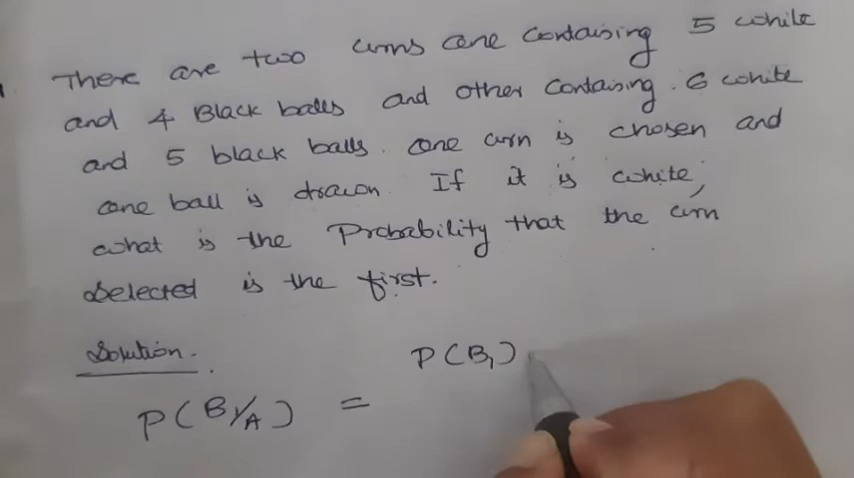 There are two urns one containing 5 white
and 4 Black balls and other containing 6 white
and 5 black balls. one urn is chosen and
one ball is drawn. If it is white,
what is the Probability that the urn
selected is the first.
Solution.
P(B₁)
P(B₁/A) =